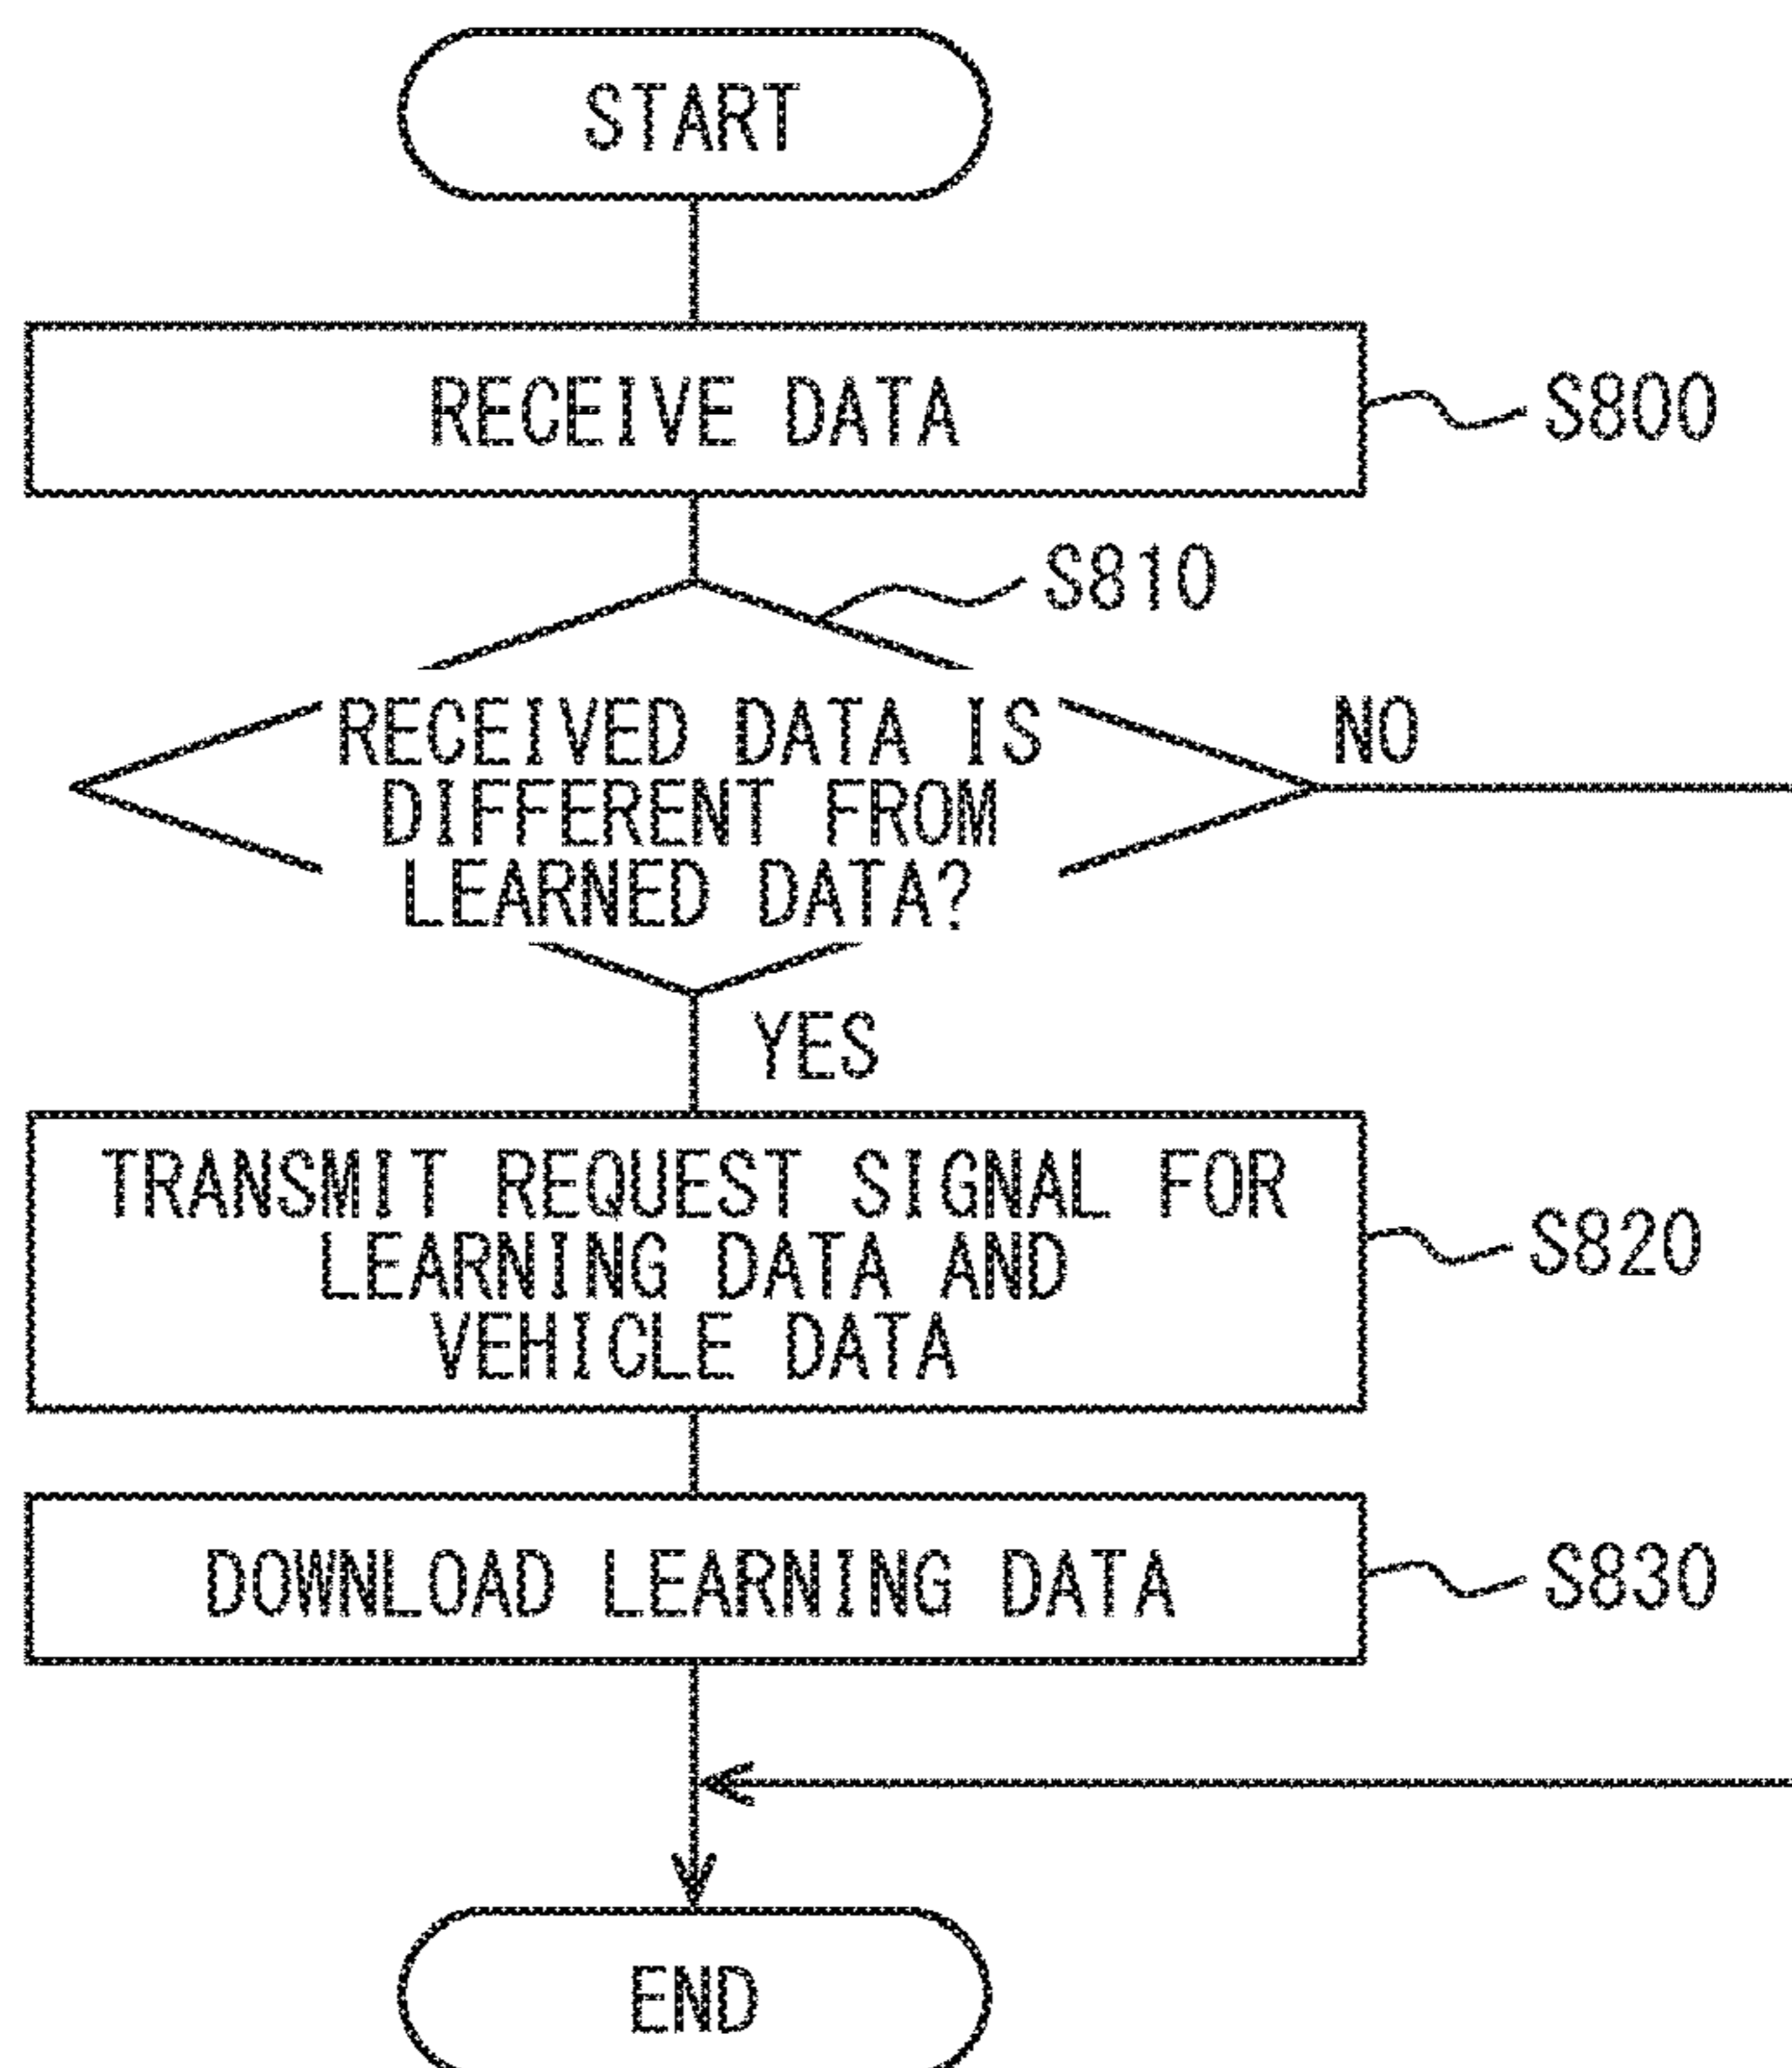 START
RECEIVE DATA
S800
S810
RECEIVED DATA IS
DIFFERENT FROM
LEARNED DATA?
NO
YES
TRANSMIT REQUEST SIGNAL FOR
LEARNING DATA AND
VEHICLE DATA
S820
DOWNLOAD LEARNING DATA
S830
END